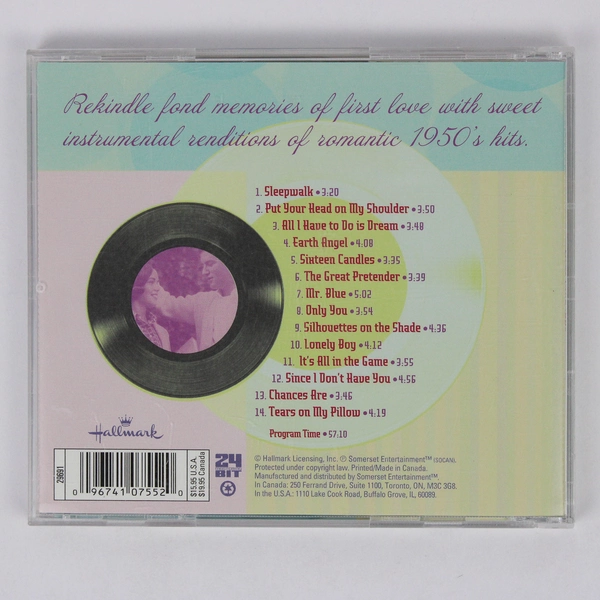 Rekindle fond memories of first love with sweet
instrumental renditions of romantic 1950's hits.
1. Sleepwalk • 3:20
2. Put Your Head on My Shoulder • 3:50
3. All I Have to Do is Dream • 3:48
4. Earth Angel • 4:08
5. Sixteen Candles • 3:35
6. The Great Pretender • 3:39
7. Mr. Blue • 5:02
8. Only You • 3:54
9. Silhouettes on the Shade • 4:36
10. Lonely Boy • 4:12
11. It's All in the Game • 3:55
12. Since I Don't Have You • 4:56
13. Chances Are • 3:46
14. Tears on My Pillow • 4:19
Program Time • 57:10
Hallmark
29691
0 96741 07552 0
$15.95 U.S.A.
$19.95 Canada
24
BIT
© Hallmark Licensing, Inc. ℗ Somerset Entertainment™ (SOCAN).
Protected under copyright law. Printed/Made in Canada.
Manufactured and distributed by Somerset Entertainment™
In Canada: 250 Ferrand Drive, Suite 1100, Toronto, ON, M3C 3G8.
In the U.S.A.: 1110 Lake Cook Road, Buffalo Grove, IL, 60089.